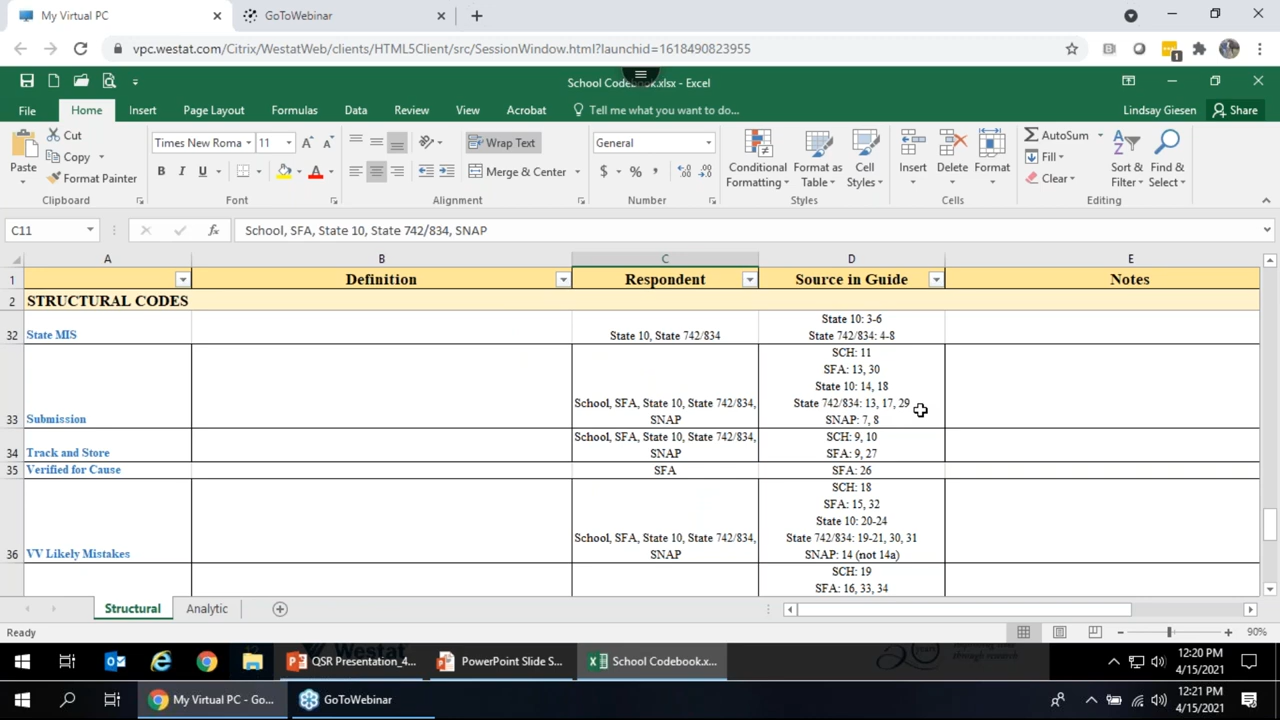 My Virtual PC
GoToWebinar
vpc.westat.com/Citrix/WestatWeb/clients/HTML5Client/src/SessionWindow.html?launchid=1618490823955
1
School Codebook.xlsx - Excel
File
Home
Insert
Page Layout
Formulas
Data
Review
View
Acrobat
Tell me what you want to do...
Lindsay Giesen
Share
Paste
Cut
Copy
Format Painter
Clipboard
Times New Roma
11
B I U
Font
Wrap Text
Merge & Center
Alignment
General
$ % ,
Number
Conditional Formatting
Format as Table
Cell Styles
Styles
Insert
Delete
Format
Cells
AutoSum
Fill
Clear
Sort & Filter
Find & Select
Editing
C11
fx
School, SFA, State 10, State 742/834, SNAP
A B C D E
1 Definition Respondent Source in Guide Notes
2 STRUCTURAL CODES
State 10: 3-6
32 State MIS State 10, State 742/834 State 742/834: 4-8
SCH: 11
SFA: 13, 30
State 10: 14, 18
School, SFA, State 10, State 742/834, State 742/834: 13, 17, 29
33 Submission SNAP SNAP: 7, 8
School, SFA, State 10, State 742/834, SCH: 9, 10
34 Track and Store SNAP SFA: 9, 27
35 Verified for Cause SFA SFA: 26
SCH: 18
SFA: 15, 32
State 10: 20-24
School, SFA, State 10, State 742/834, State 742/834: 19-21, 30, 31
36 VV Likely Mistakes SNAP SNAP: 14 (not 14a)
SCH: 19
SFA: 16, 33, 34
Structural
Analytic
Ready
90%
Westat
years
through research
QSR Presentation_4...
PowerPoint Slide S...
School Codebook.x...
12:20 PM
4/15/2021
My Virtual PC - Go...
GoToWebinar
12:21 PM
4/15/2021